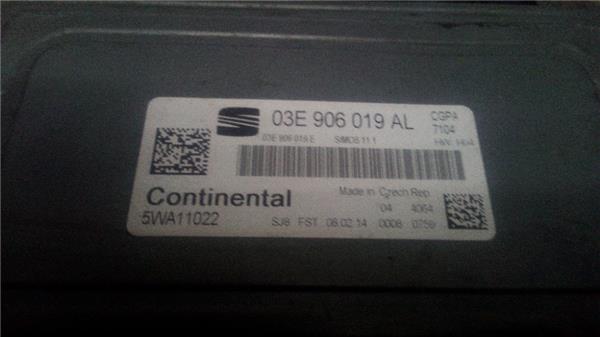 03E 906 019 AL
CGPA
7104
03E 906 019 E SIMOS 11.1
HW: H04
Continental
Made in Czech Rep.
5WA11022
04 4064
SJ8 FST 08.02.14 0008 0759